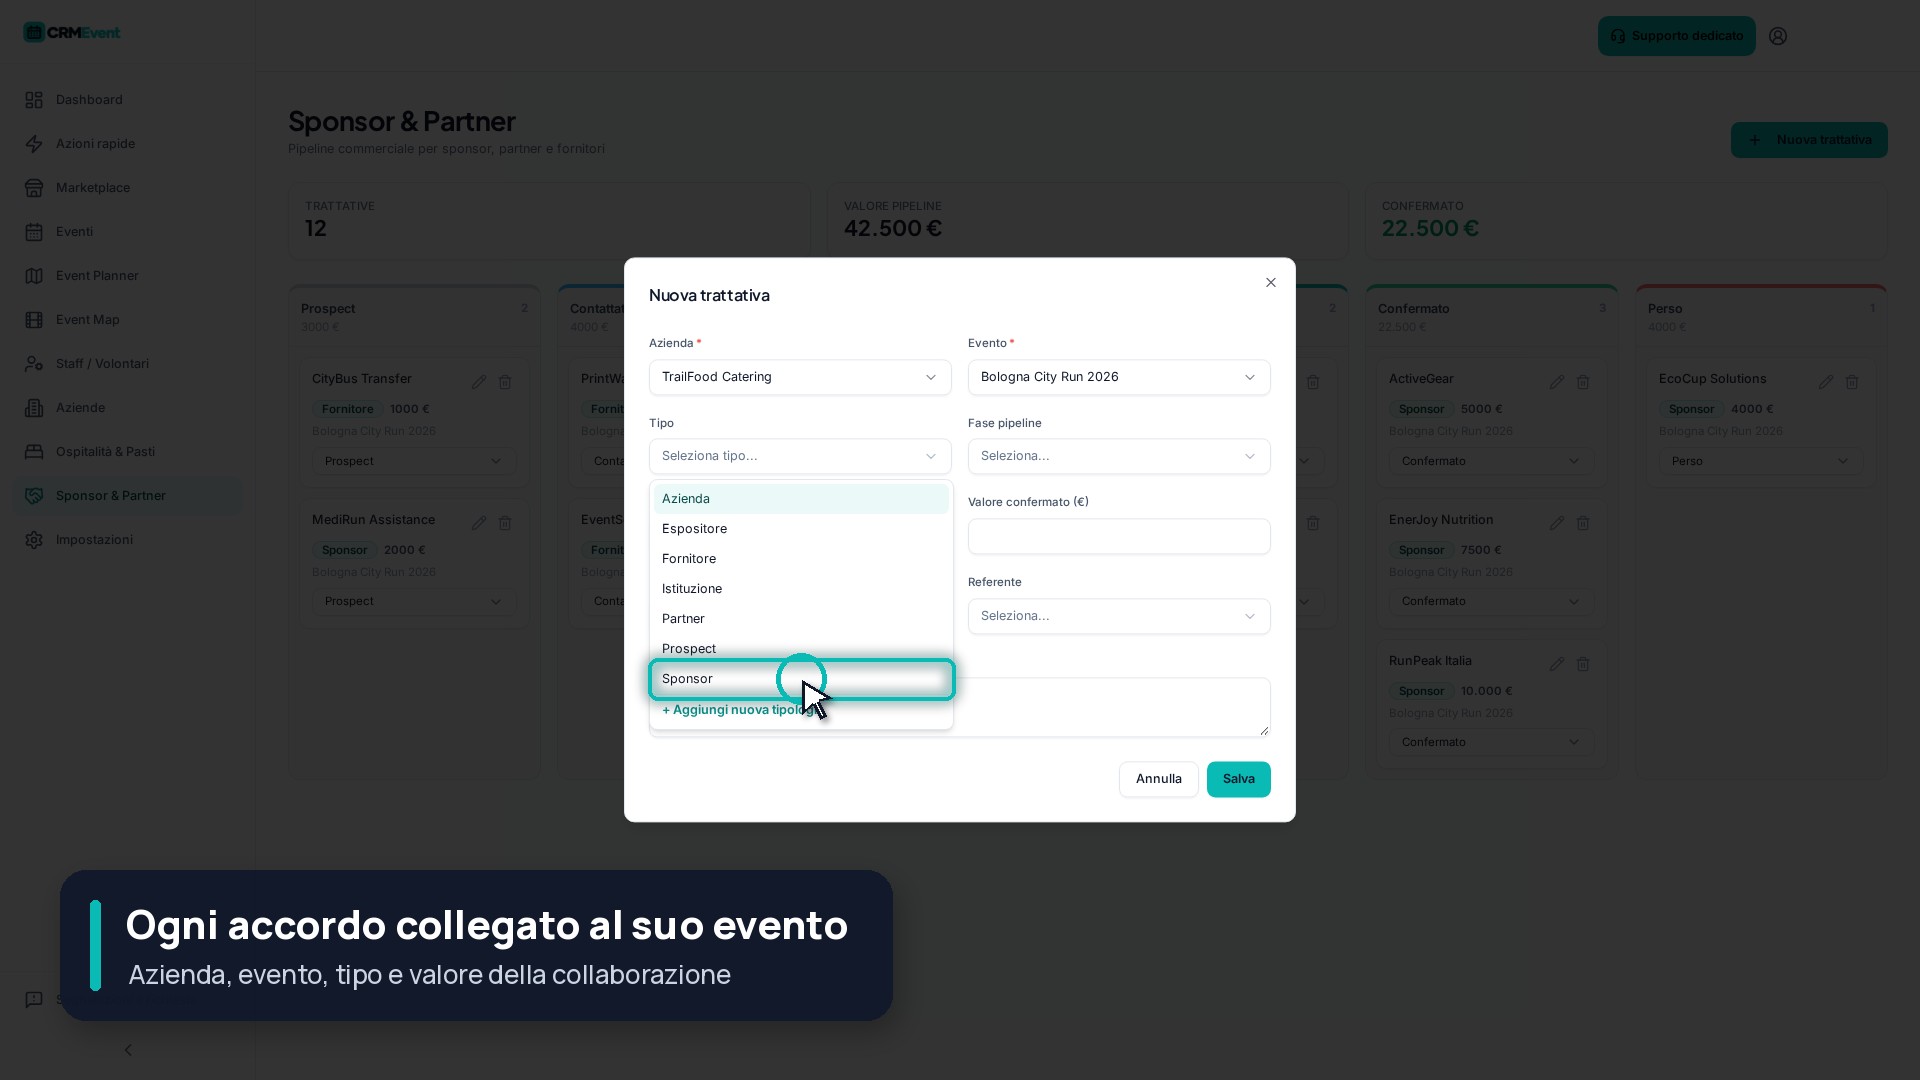 CRMEvent
Supporto dedicato
Dashboard
Azioni rapide
Marketplace
Eventi
Event Planner
Event Map
Staff / Volontari
Aziende
Ospitalità & Pasti
Sponsor & Partner
Impostazioni
Sponsor & Partner
Pipeline commerciale per sponsor, partner e fornitori
+ Nuova trattativa
TRATTATIVE
12
VALORE PIPELINE
42.500 €
CONFERMATO
22.500 €
Prospect 2
3000 €
CityBus Transfer
Fornitore 1000 €
Bologna City Run 2026
Prospect
MediRun Assistance
Sponsor 2000 €
Bologna City Run 2026
Prospect
4000 €
2
Confermato 3
22.500 €
ActiveGear
Sponsor 5000 €
Bologna City Run 2026
Confermato
EnerJoy Nutrition
Sponsor 7500 €
Bologna City Run 2026
Confermato
RunPeak Italia
Sponsor 10.000 €
Bologna City Run 2026
Confermato
Perso 1
4000 €
EcoCup Solutions
Sponsor 4000 €
Bologna City Run 2026
Perso
Nuova trattativa
Azienda *
TrailFood Catering
Evento *
Bologna City Run 2026
Tipo
Seleziona tipo...
Fase pipeline
Seleziona...
Azienda
Espositore
Fornitore
Istituzione
Partner
Prospect
Sponsor
+ Aggiungi nuova
Valore confermato (€)
Referente
Seleziona...
Annulla
Salva
Ogni accordo collegato al suo evento
Azienda, evento, tipo e valore della collaborazione